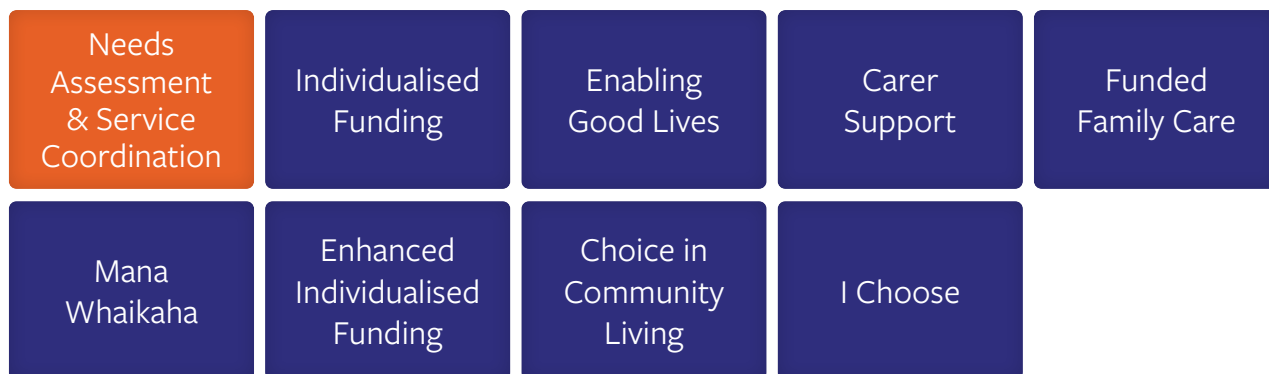 Needs
Assessment
& Service
Coordination
Individualised
Funding
Enabling
Good Lives
Carer
Support
Funded
Family Care
Mana
Whaikaha
Enhanced
Individualised
Funding
Choice in
Community
Living
I Choose